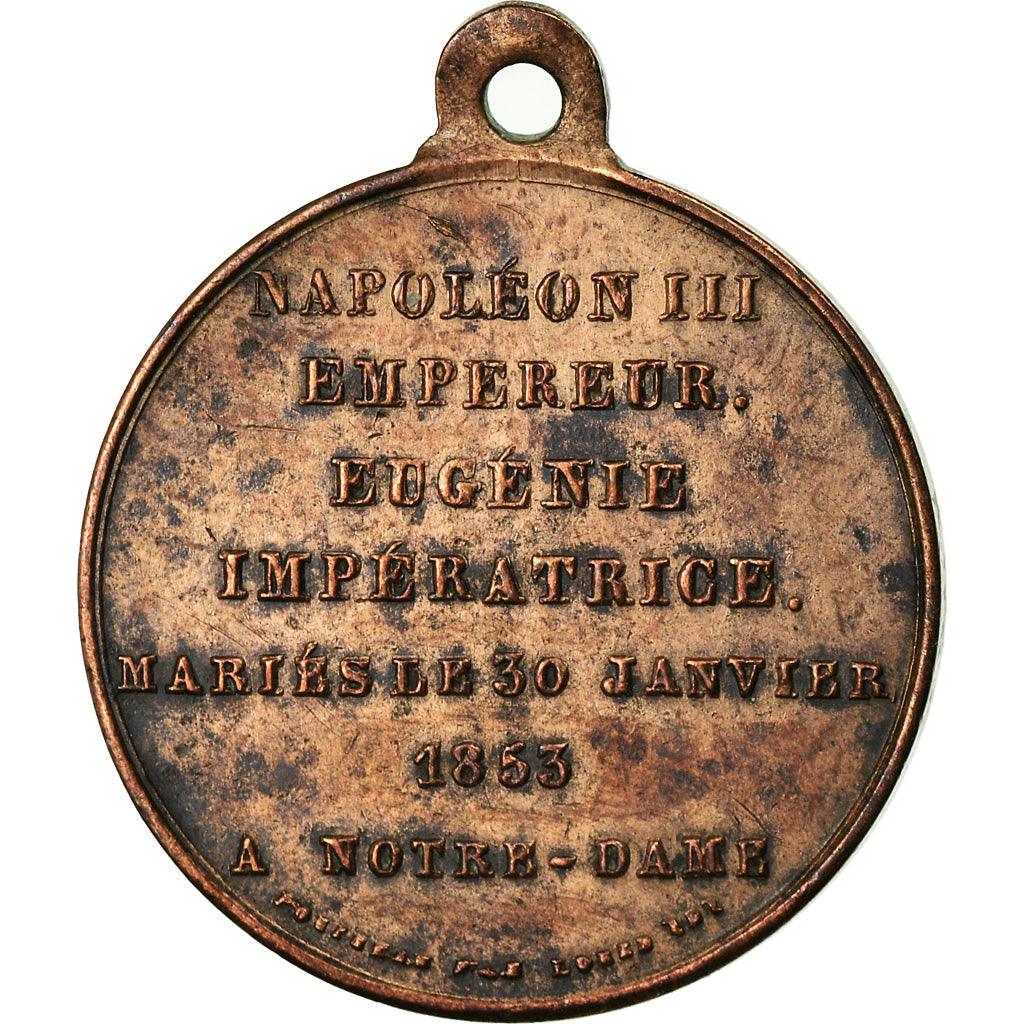 NAPOLÉON III
EMPEREUR.
EUGÉNIE
IMPÉRATRICE.
MARIÉS LE 30 JANVIER
1853
A NOTRE-DAME